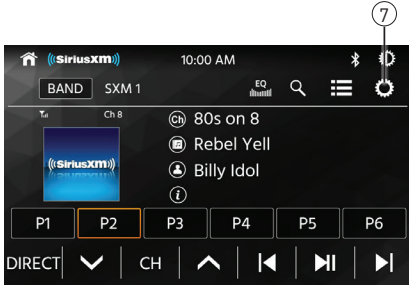 7
((SiriusXM)) 10:00 AM
BAND SXM 1 EQ
Ch 8
Ch 80s on 8
Rebel Yell
((SiriusXM)) Billy Idol
i
P1 P2 P3 P4 P5 P6
DIRECT CH